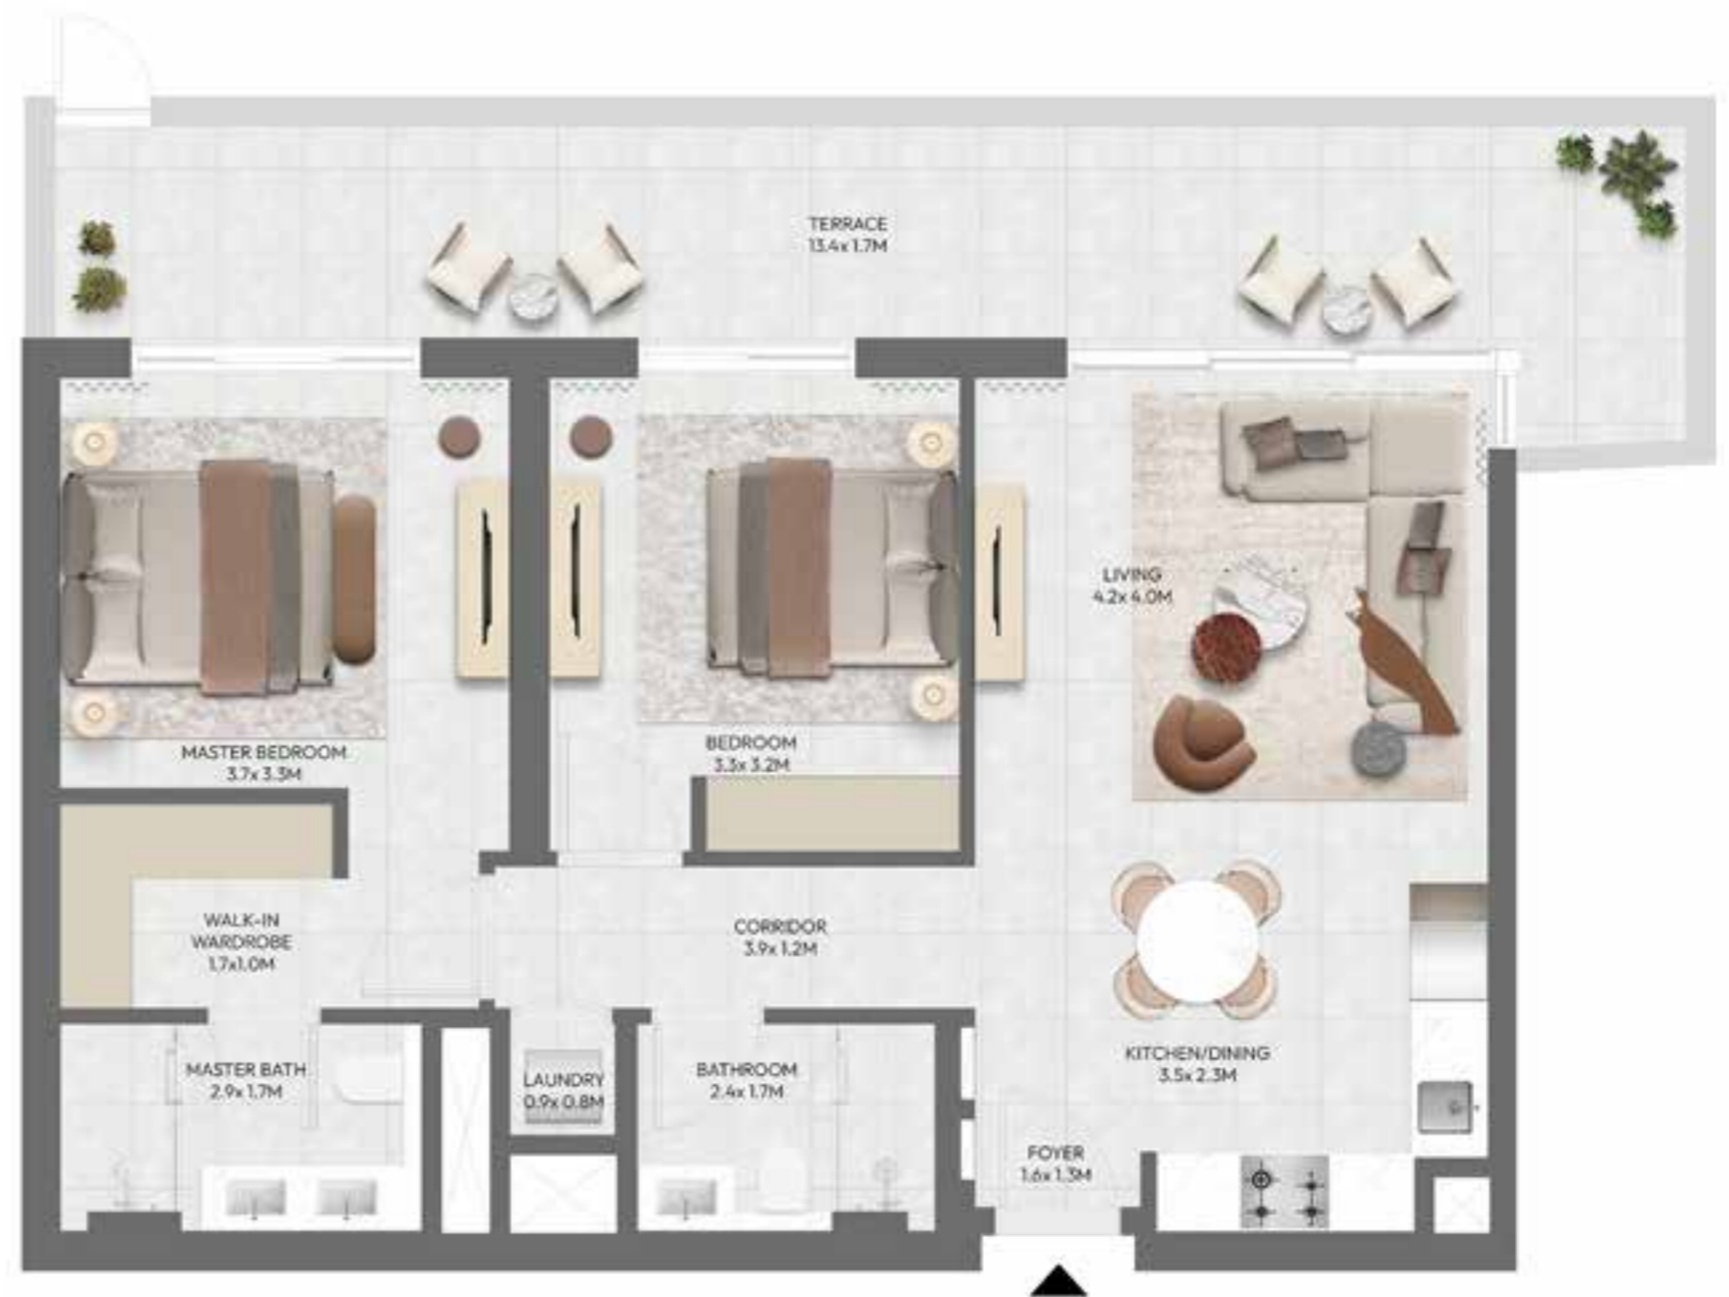 TERRACE
13.4x 1.7M
MASTER BEDROOM
3.7x 3.3M
BEDROOM
3.3x 3.2M
LIVING
4.2x 4.0M
WALK-IN
WARDROBE
1.7x1.0M
CORRIDOR
3.9x 1.2M
MASTER BATH
2.9x 1.7M
LAUNDRY
0.9x 0.8M
BATHROOM
2.4x 1.7M
KITCHEN/DINING
3.5x 2.3M
FOYER
1.6x 1.3M